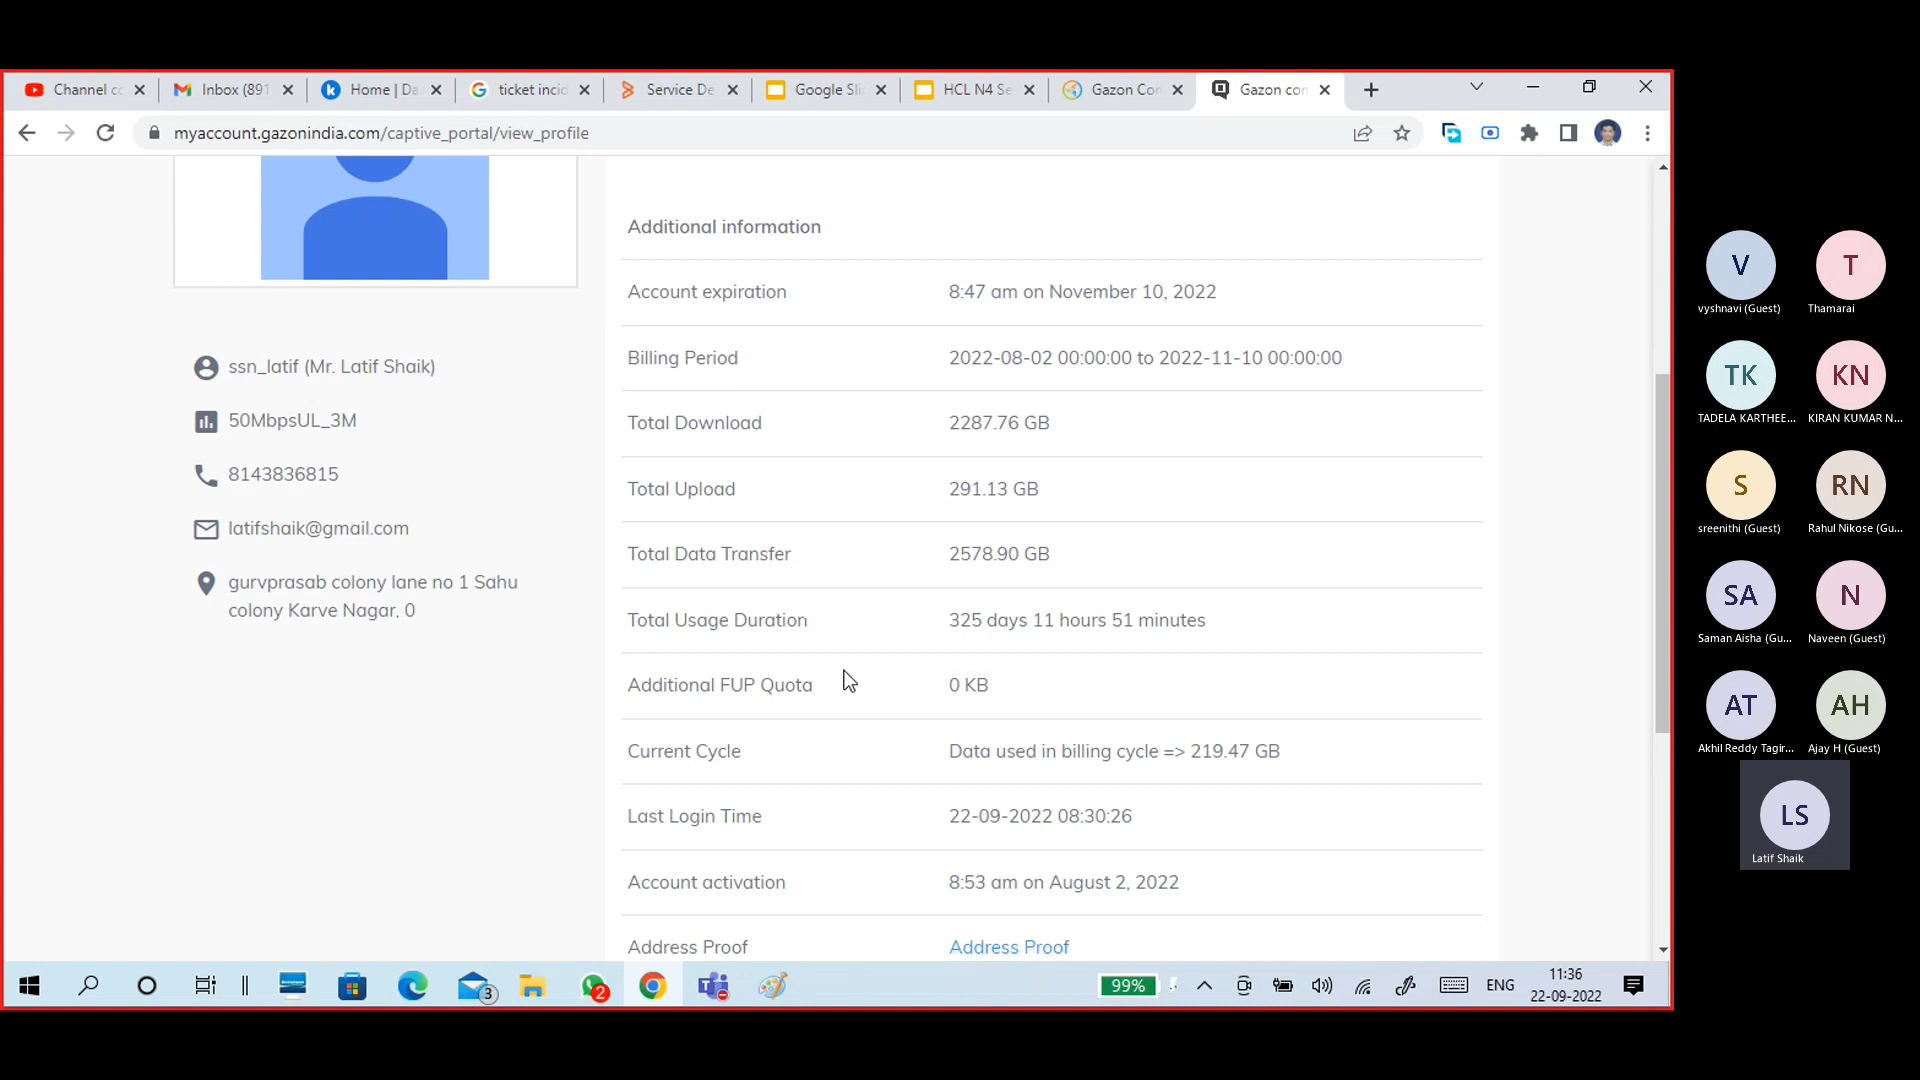 Channel cc
Inbox (891
Home | Da
ticket incid
Service De
Google Sli
HCL N4 Se
Gazon Con
Gazon con
myaccount.gazonindia.com/captive_portal/view_profile
Additional information
Account expiration 8:47 am on November 10, 2022
Billing Period 2022-08-02 00:00:00 to 2022-11-10 00:00:00
Total Download 2287.76 GB
Total Upload 291.13 GB
Total Data Transfer 2578.90 GB
Total Usage Duration 325 days 11 hours 51 minutes
Additional FUP Quota 0 KB
Current Cycle Data used in billing cycle => 219.47 GB
Last Login Time 22-09-2022 08:30:26
Account activation 8:53 am on August 2, 2022
Address Proof Address Proof
ssn_latif (Mr. Latif Shaik)
50MbpsUL_3M
8143836815
latifshaik@gmail.com
gurvprasab colony lane no 1 Sahu
colony Karve Nagar, 0
V T
vyshnavi (Guest) Thamarai
TK KN
TADELA KARTHEE... KIRAN KUMAR N...
S RN
sreenithi (Guest) Rahul Nikose (Gu...
SA N
Saman Aisha (Gu... Naveen (Guest)
AT AH
Akhil Reddy Tagir... Ajay H (Guest)
LS
Latif Shaik
3
2
99%
ENG
11:36
22-09-2022